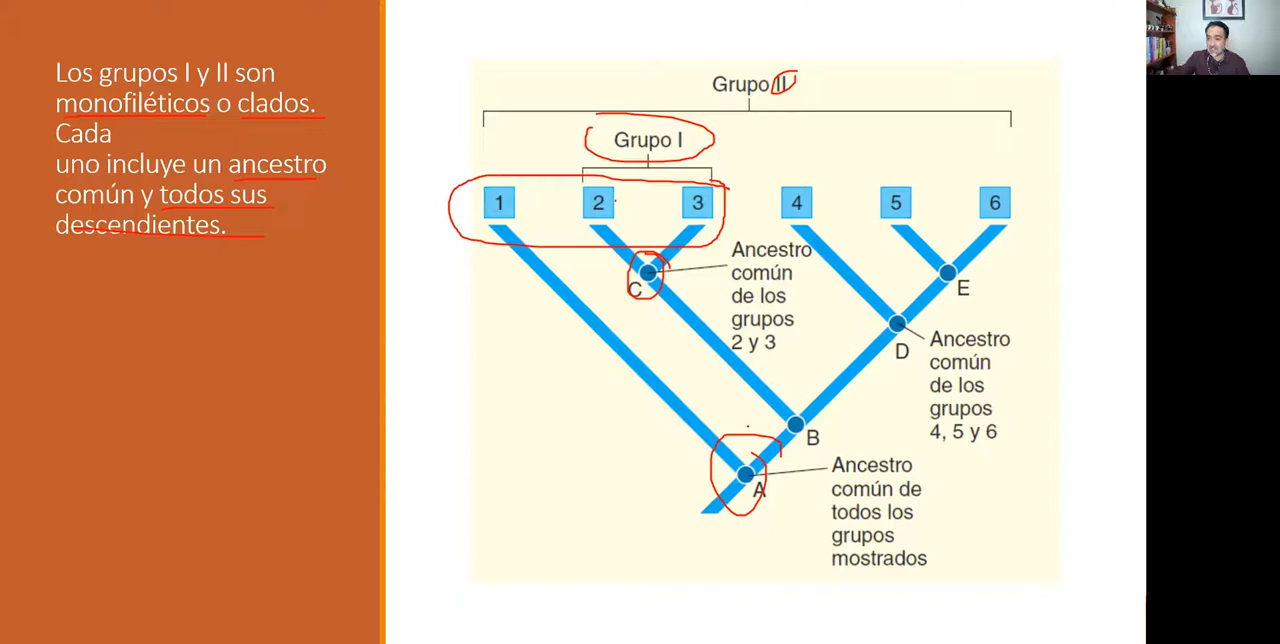 Los grupos I y II son
monofiléticos o clados.
Cada
uno incluye un ancestro
común y todos sus
descendientes.
Grupo II
Grupo I
1 2 3 4 5 6
Ancestro
común
de los
grupos
2 y 3
C
E
D
Ancestro
común
de los
grupos
4, 5 y 6
B
A
Ancestro
común de
todos los
grupos
mostrados